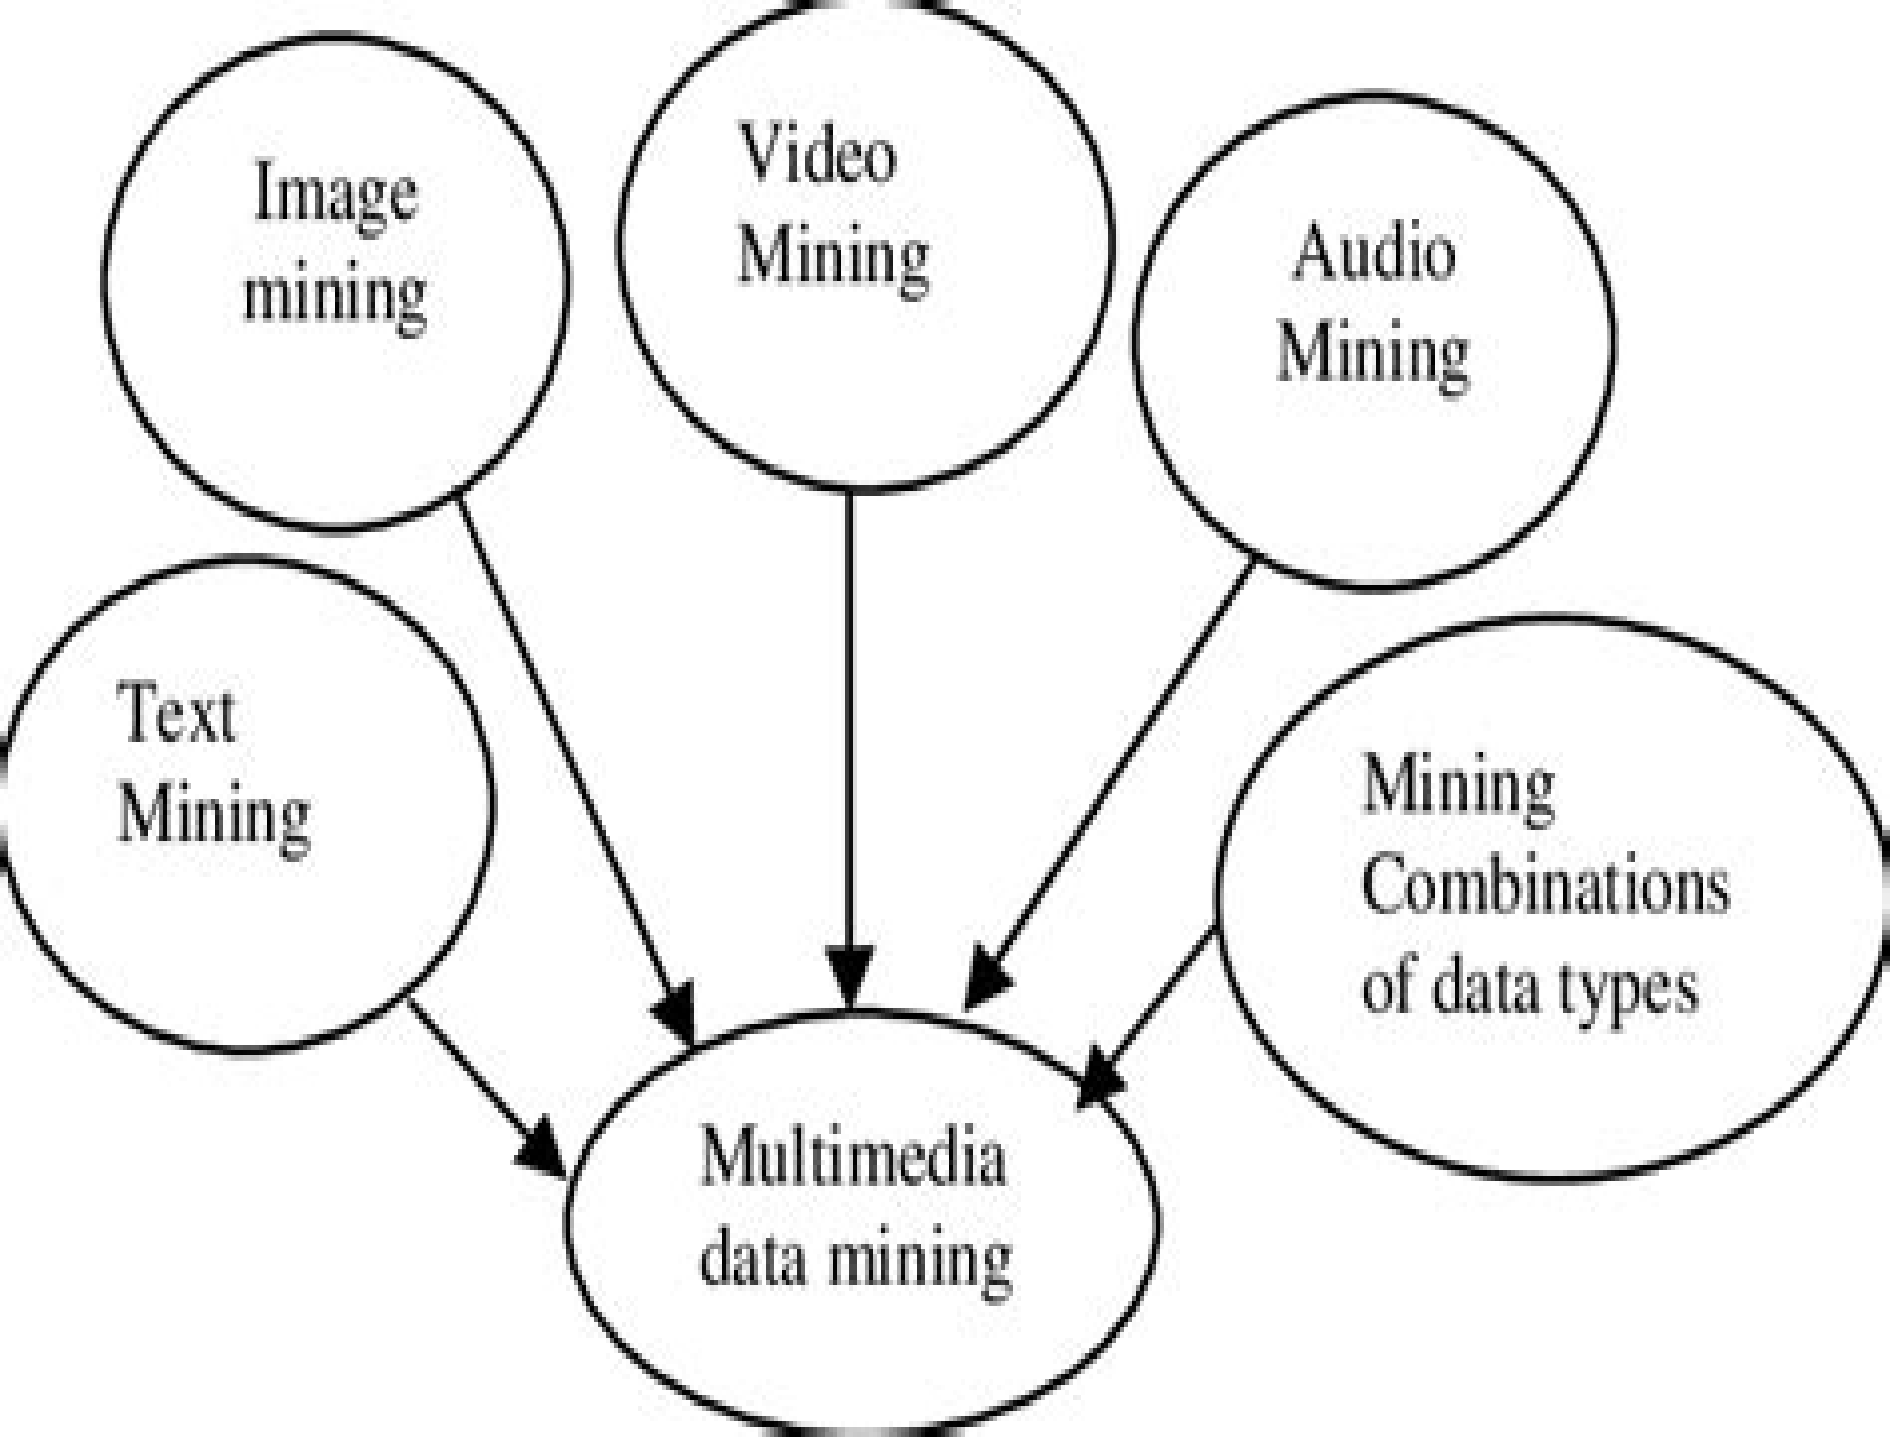 Image
mining
Video
Mining
Audio
Mining
Text
Mining
Mining
Combinations
of data types
Multimedia
data mining